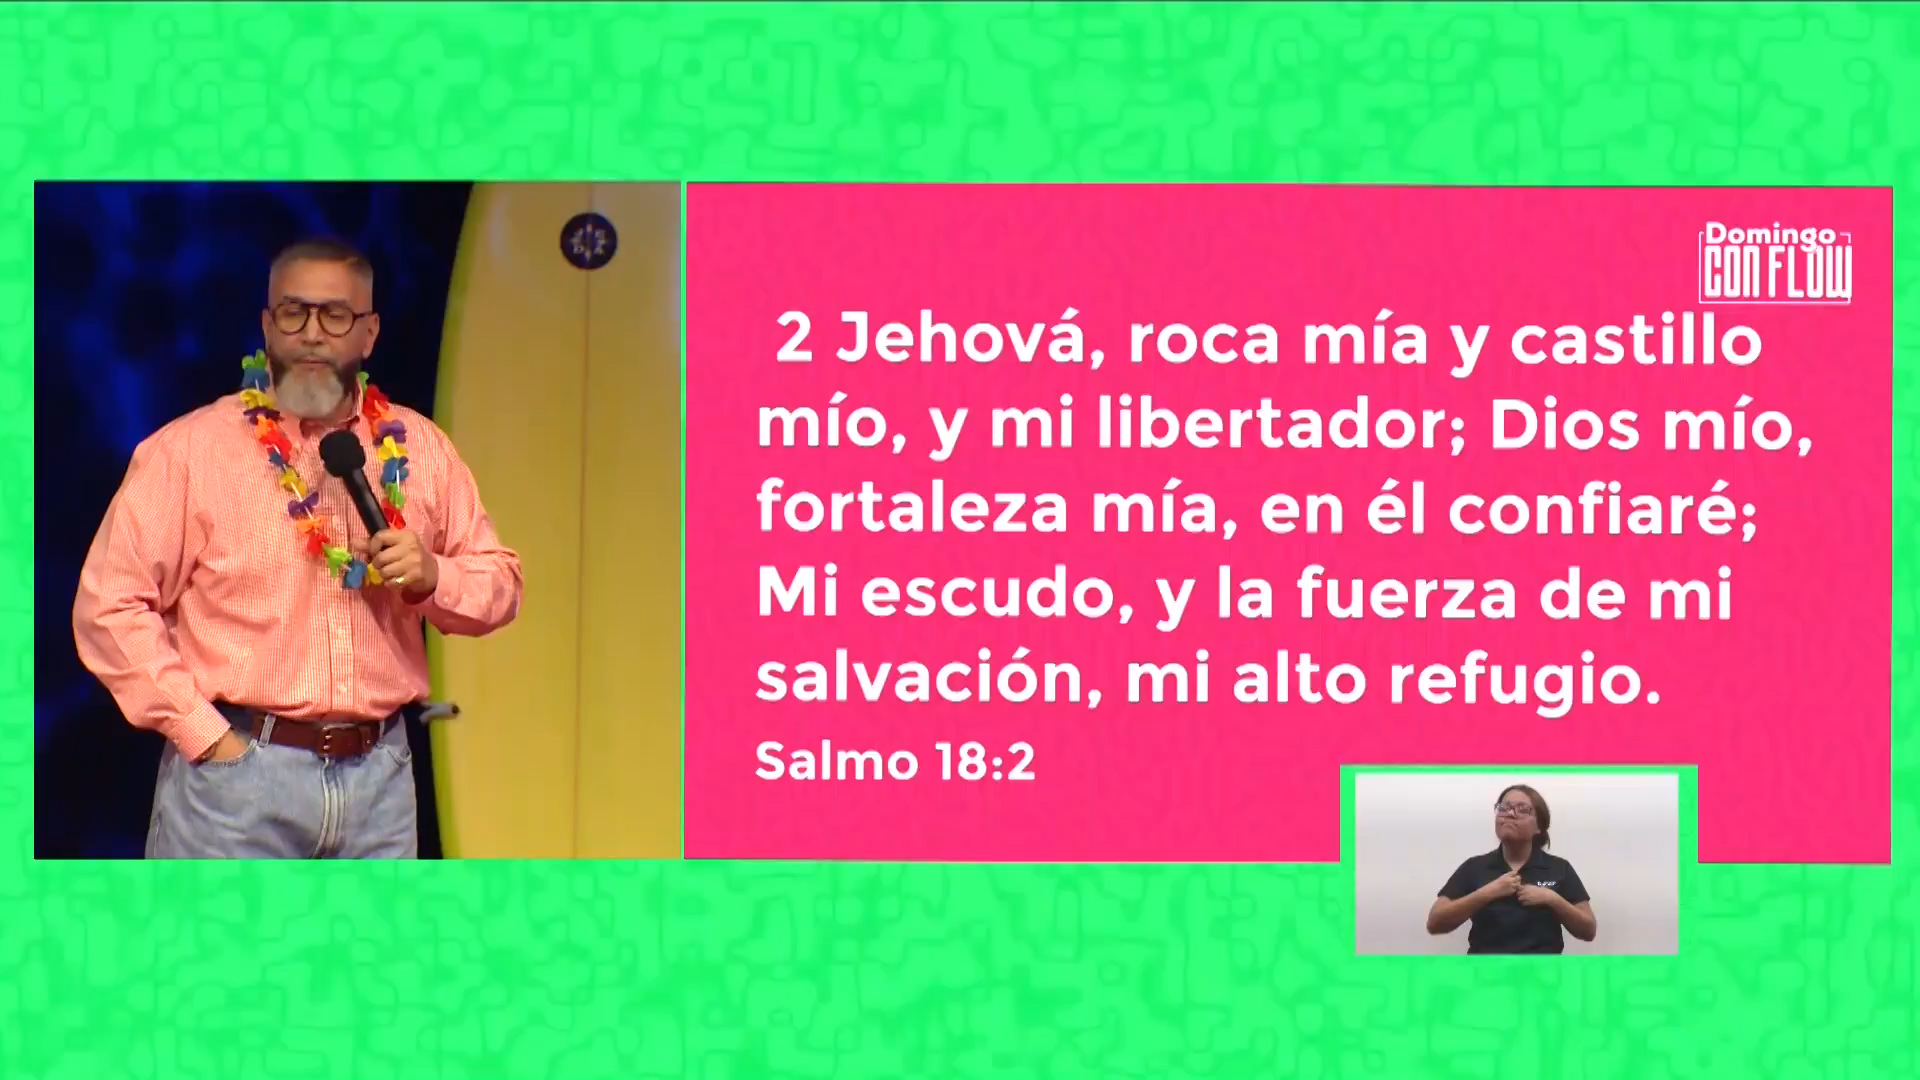 Domingo
CON FLOW
2 Jehová, roca mía y castillo
mío, y mi libertador; Dios mío,
fortaleza mía, en él confiaré;
Mi escudo, y la fuerza de mi
salvación, mi alto refugio.
Salmo 18:2